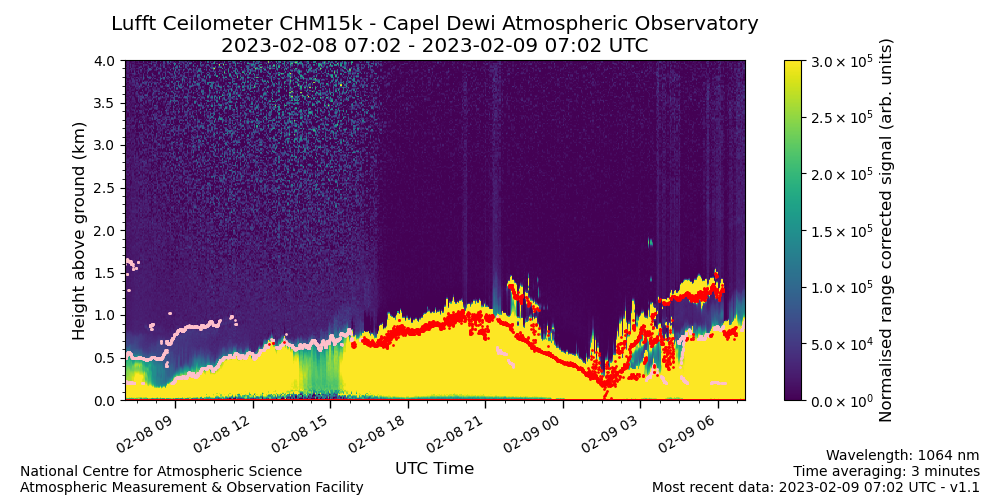 Lufft Ceilometer CHM15k - Capel Dewi Atmospheric Observatory
2023-02-08 07:02 - 2023-02-09 07:02 UTC
Height above ground (km)
4.0
3.5
3.0
2.5
2.0
1.5
1.0
0.5
0.0
02-08 09
02-08 12
02-08 15
02-08 18
02-08 21
02-09 00
02-09 03
02-09 06
UTC Time
3.0 × 10⁵
2.5 × 10⁵
2.0 × 10⁵
1.5 × 10⁵
1.0 × 10⁵
5.0 × 10⁴
0.0 × 10⁰
Normalised range corrected signal (arb. units)
National Centre for Atmospheric Science
Atmospheric Measurement & Observation Facility
Wavelength: 1064 nm
Time averaging: 3 minutes
Most recent data: 2023-02-09 07:02 UTC - v1.1